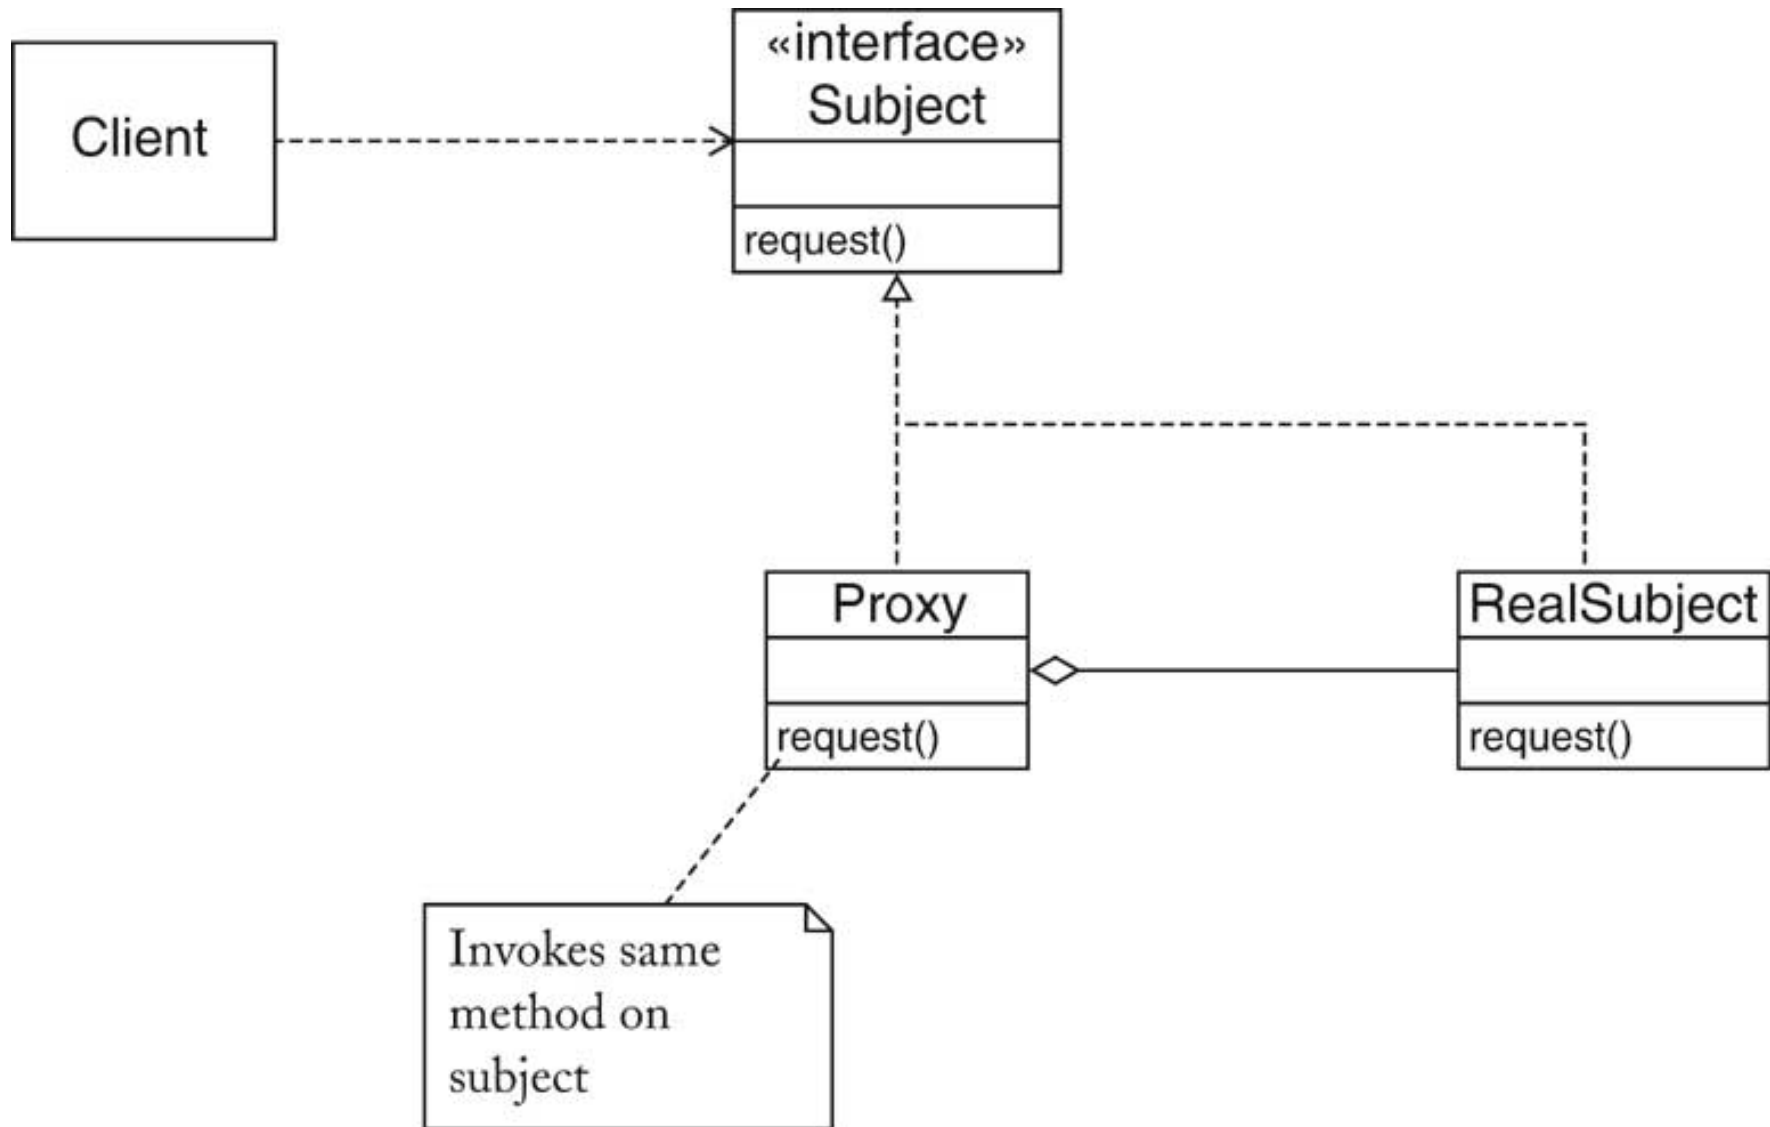 Client
«interface»
Subject
request()
Proxy
request()
RealSubject
request()
Invokes same
method on
subject